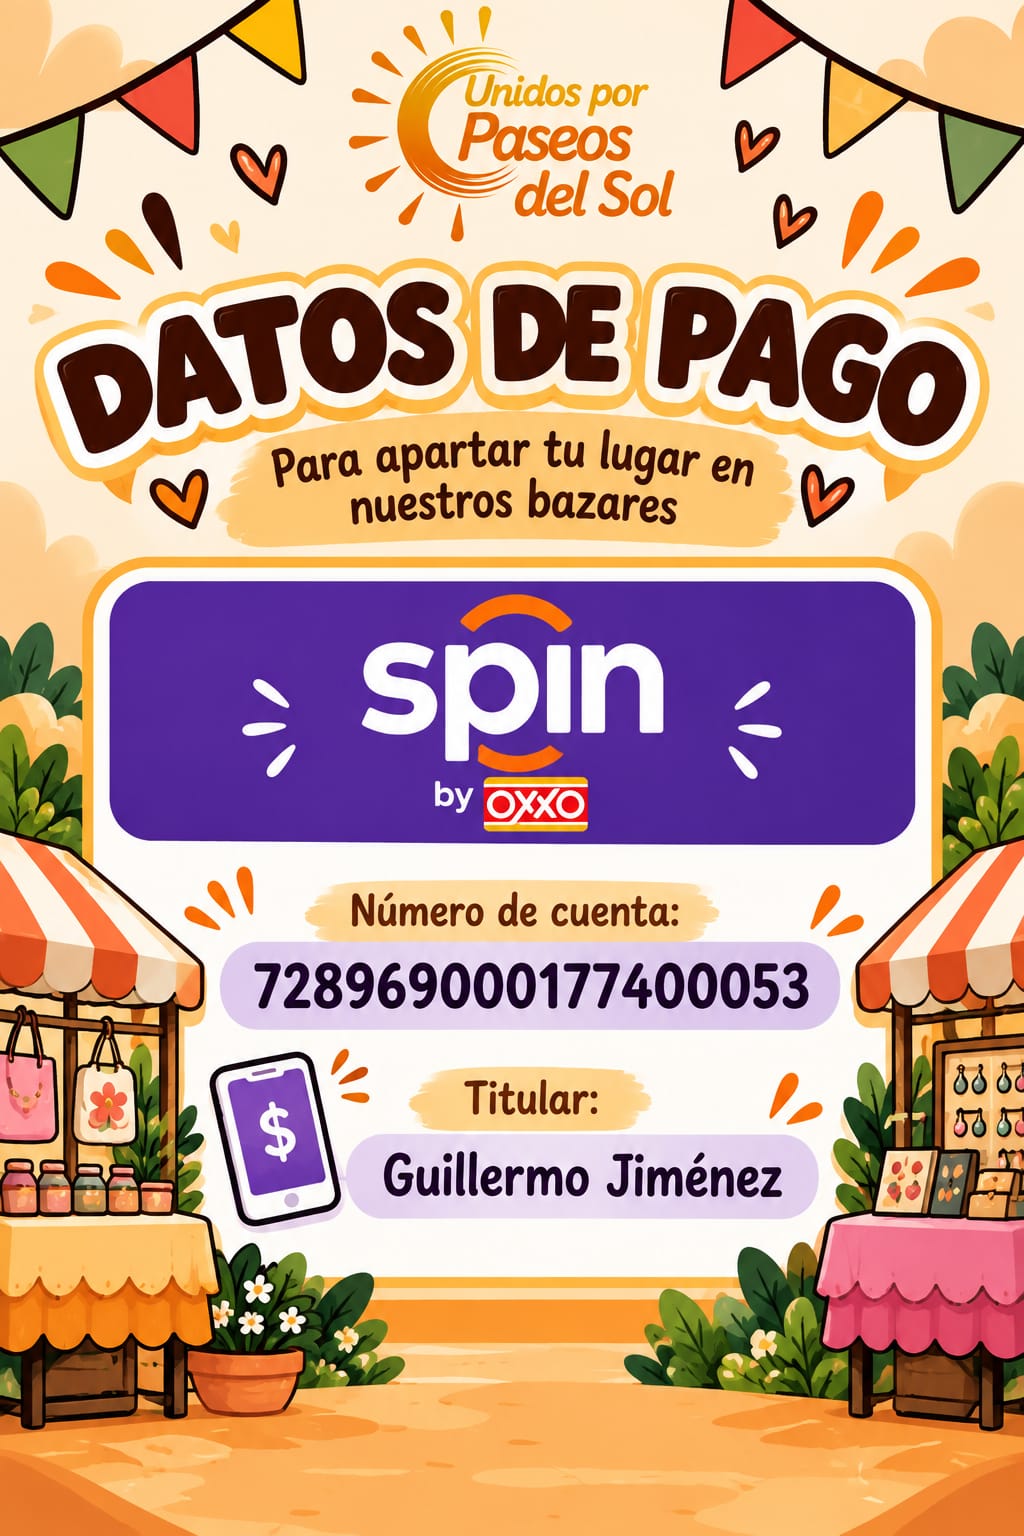 Unidos por
Paseos
del Sol
DATOS DE PAGO
Para apartar tu lugar en
nuestros bazares
spin
by OXXO
Número de cuenta:
728969000177400053
$
Titular:
Guillermo Jiménez